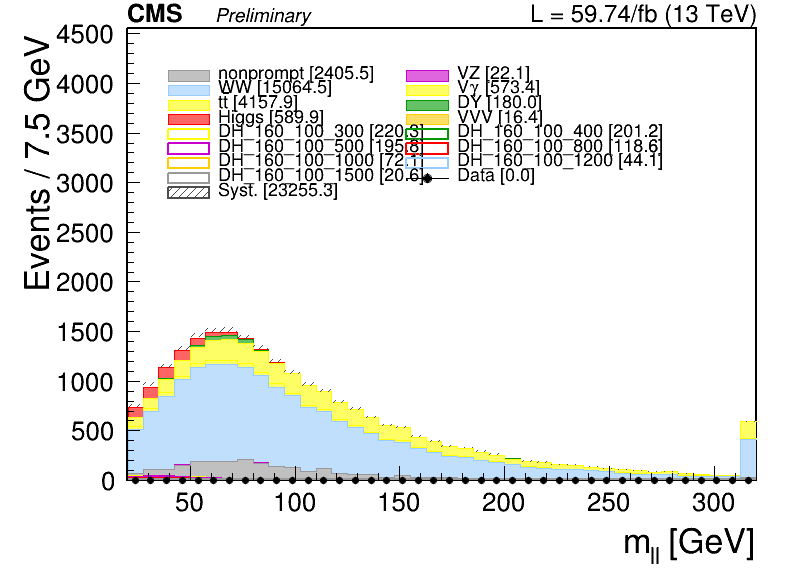 CMS Preliminary L = 59.74/fb (13 TeV)
Events / 7.5 GeV
4500
4000
3500
3000
2500
2000
1500
1000
500
0
nonprompt [2405.5] VZ [22.1]
WW [15064.5] Vγ [573.4]
tt [4157.9] DY [180.0]
Higgs [589.9] VVV [16.4]
DH_160_100_300 [220.3] DH_160_100_400 [201.2]
DH_160_100_500 [195.8] DH_160_100_800 [118.6]
DH_160_100_1000 [72.1] DH_160_100_1200 [44.1]
DH_160_100_1500 [20.6] Data [0.0]
Syst. [23255.3]
50 100 150 200 250 300
m_ll [GeV]